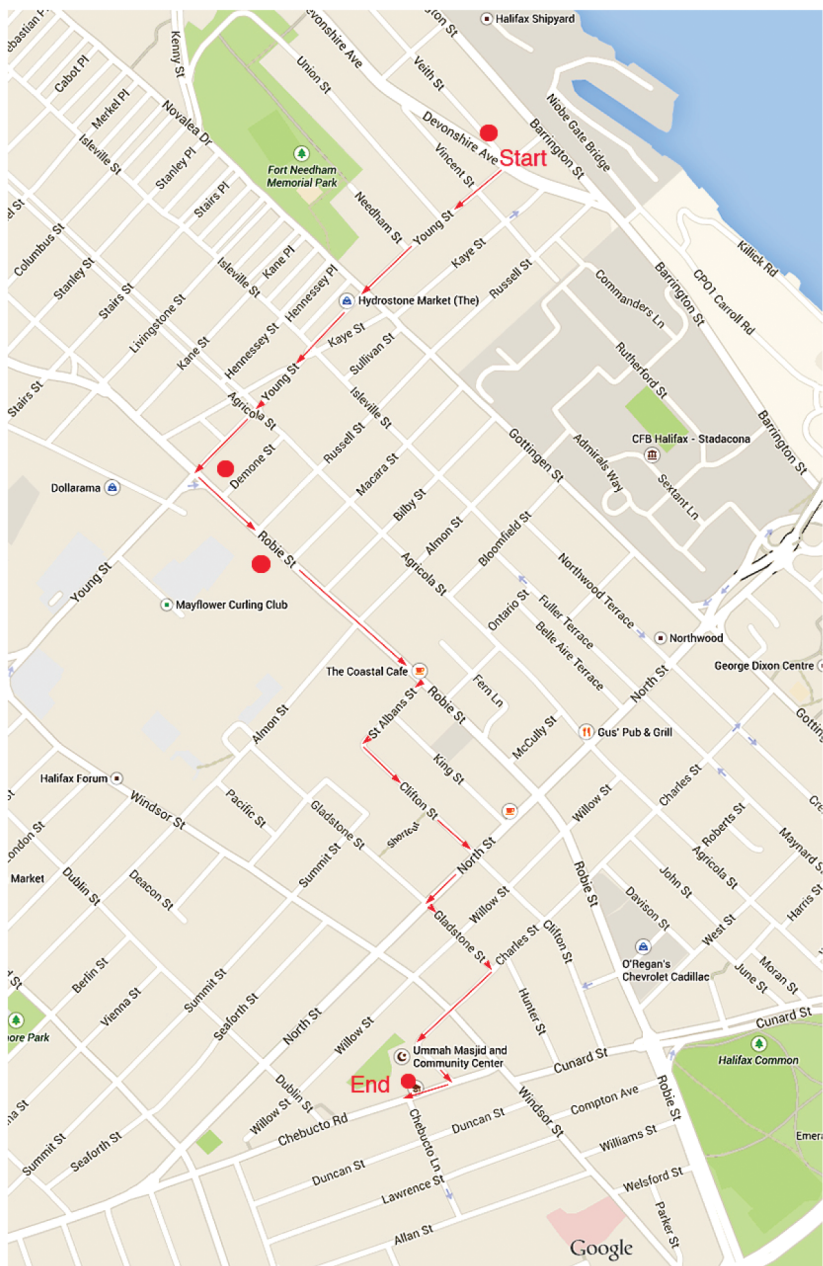 Halifax Shipyard
Kenny St
Cabot Pl
Merkel Pl
Novalea Dr
Devonshire Ave
Union St
Veith St
Niobe Gate Bridge
Isleville St
Stanley Pl
Stairs Pl
Fort Needham
Memorial Park
Devonshire Ave
Barrington St
Start
Vincent St
Needham St
Young St
Kaye St
Russell St
Killick Rd
CPO1 Carroll Rd
Barrington St
Columbus St
Stanley St
Stairs St
Livingstone St
Isleville St
Kane Pl
Hennessey Pl
Hydrostone Market (The)
Commanders Ln
Rutherford St
Kane St
Hennessey St
Kaye St
Sullivan St
Young St
Agricola St
Isleville St
Stairs St
Gottingen St
CFB Halifax - Stadacona
Admirals Way
Sextant Ln
Barrington St
Russell St
Demone St
Macara St
Dollarama
Bilby St
Almon St
Bloomfield St
Robie St
Agricola St
Young St
Mayflower Curling Club
Northwood Terrace
Fuller Terrace
Belle Aire Terrace
Ontario St
Northwood
George Dixon Centre
North St
The Coastal Cafe
Robie St
Fern Ln
St Albans St
Almon St
McCully St
Gus' Pub & Grill
King St
Halifax Forum
Windsor St
Clifton St
Pacific St
Gladstone St
Shortcut
Summit St
North St
Willow St
Charles St
Roberts St
Agricola St
Market
Dublin St
Deacon St
Willow St
Robie St
John St
Davison St
West St
Harris St
Gladstone St
Charles St
Clifton St
O'Regan's
Chevrolet Cadillac
June St
Moran St
Berlin St
Vienna St
Summit St
Seaforth St
North St
Willow St
Hunter St
Cunard St
Cunard St
Halifax Common
Ummah Masjid and
Community Center
End
Dublin St
Willow St
Chebucto Rd
Chebucto Ln
Windsor St
Compton Ave
Robie St
Duncan St
Williams St
Summit St
Seaforth St
Duncan St
Lawrence St
Welsford St
Parker St
Allan St
Google